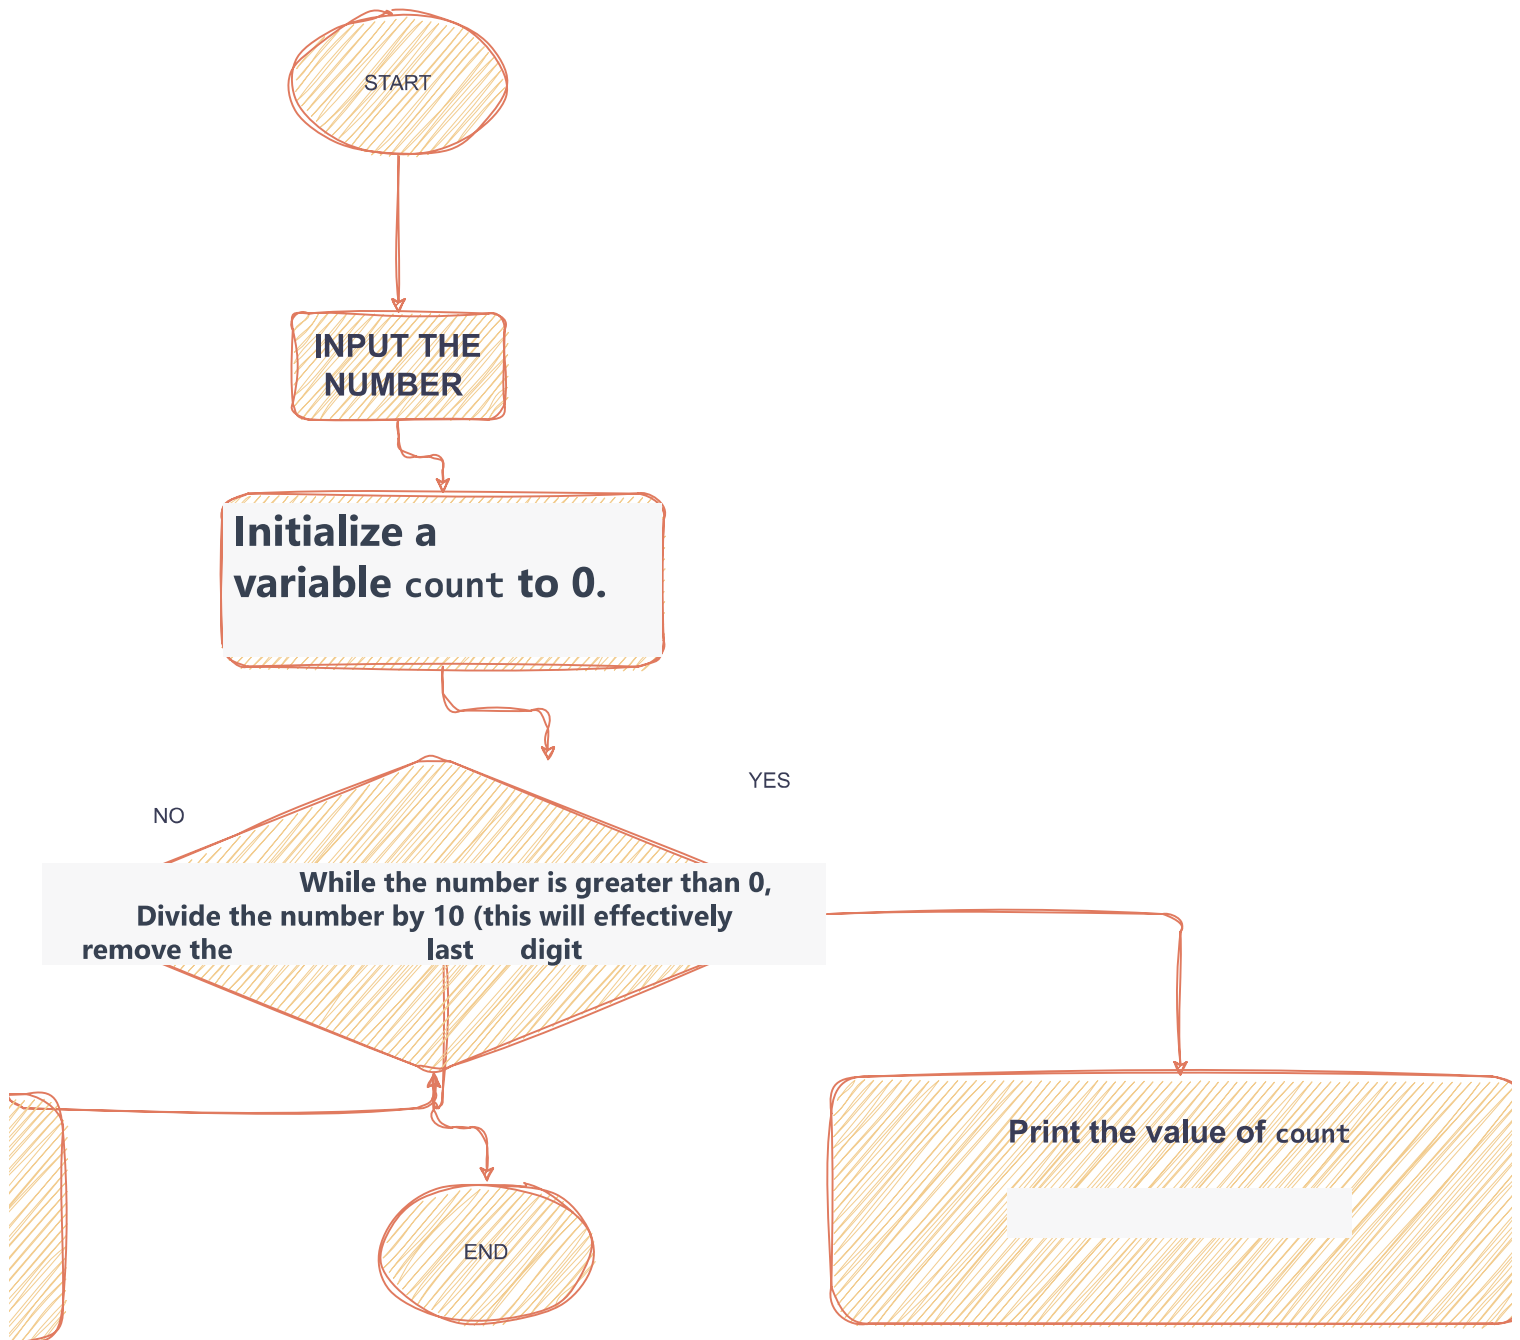 START
INPUT THE
NUMBER
Initialize a
variable count to 0.
YES
NO
While the number is greater than 0,
Divide the number by 10 (this will effectively
remove the last digit
Print the value of count
END